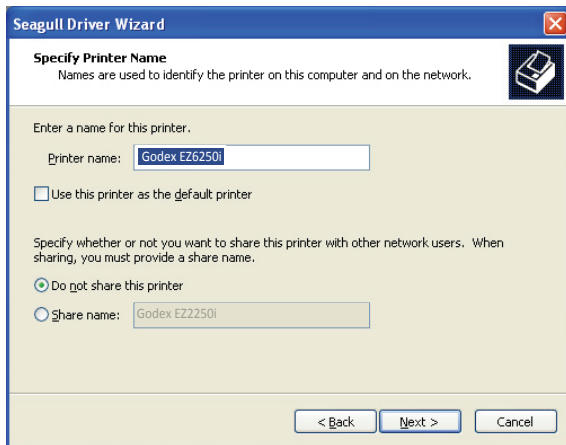 Seagull Driver Wizard
Specify Printer Name
Names are used to identify the printer on this computer and on the network.
Enter a name for this printer.
Printer name: Godex EZ6250i
Use this printer as the default printer
Specify whether or not you want to share this printer with other network users. When
sharing, you must provide a share name.
Do not share this printer
Share name: Godex EZ2250i
< Back Next > Cancel